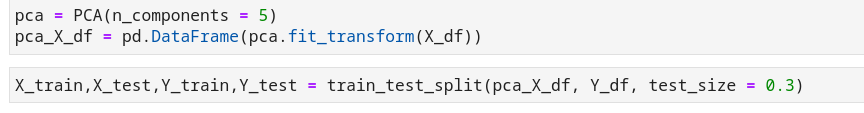 pca = PCA(n_components = 5)
pca_X_df = pd.DataFrame(pca.fit_transform(X_df))
X_train,X_test,Y_train,Y_test = train_test_split(pca_X_df, Y_df, test_size = 0.3)